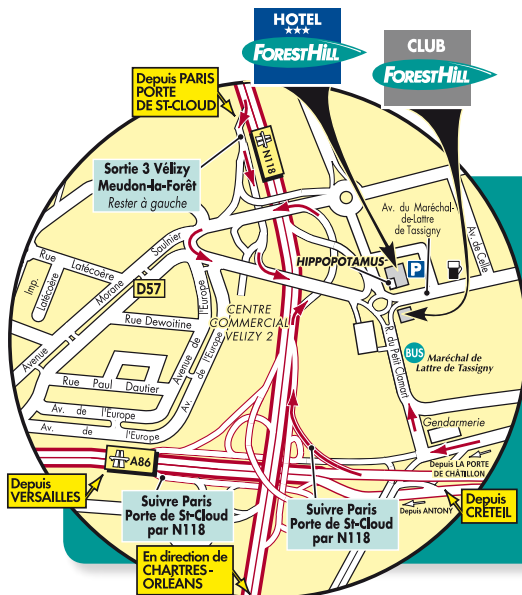 HOTEL
★★★
FORESTHILL
CLUB
FORESTHILL
Depuis PARIS
PORTE
DE ST-CLOUD
N118
Sortie 3 Vélizy
Meudon-la-Forêt
Rester à gauche
Av. du Maréchal-
de-Lattre
de Tassigny
Av. de Celle
HIPPOPOTAMUS
P
Rue
Latécoère
Imp.
Latécoère
Avenue
Morane
Saulnier
D57
l'Europe
Avenue de
CENTRE
COMMERCIAL
VELIZY 2
Rue Dewoitine
Av. de l'Europe
R. du Petit Clamart
BUS
Maréchal de
Lattre de Tassigny
Rue Paul Dautier
Av. de l'Europe
Av. de l'Europe
Gendarmerie
Depuis LA PORTE
DE CHÂTILLON
A86
Depuis
VERSAILLES
Suivre Paris
Porte de St-Cloud
par N118
Suivre Paris
Porte de St-Cloud
par N118
Depuis ANTONY
Depuis
CRÉTEIL
En direction de
CHARTRES-
ORLÉANS